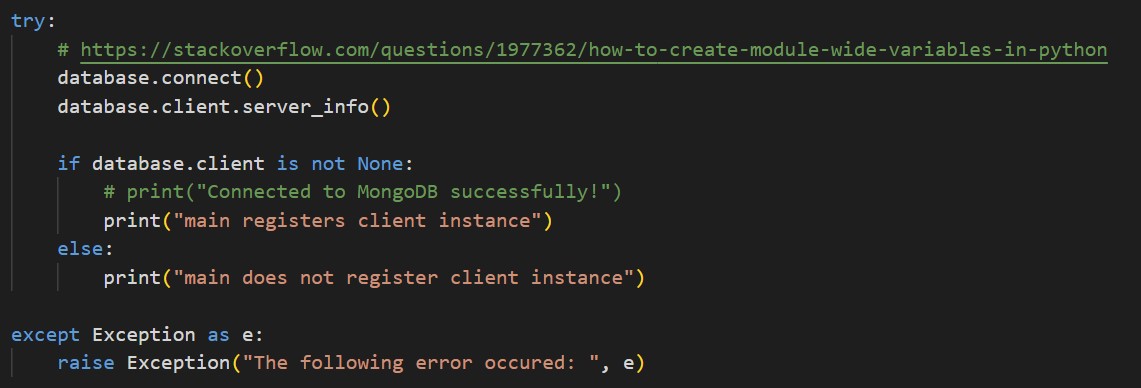 try:
    # https://stackoverflow.com/questions/1977362/how-to-create-module-wide-variables-in-python
    database.connect()
    database.client.server_info()

    if database.client is not None:
        # print("Connected to MongoDB successfully!")
        print("main registers client instance")
    else:
        print("main does not register client instance")

except Exception as e:
    raise Exception("The following error occured: ", e)